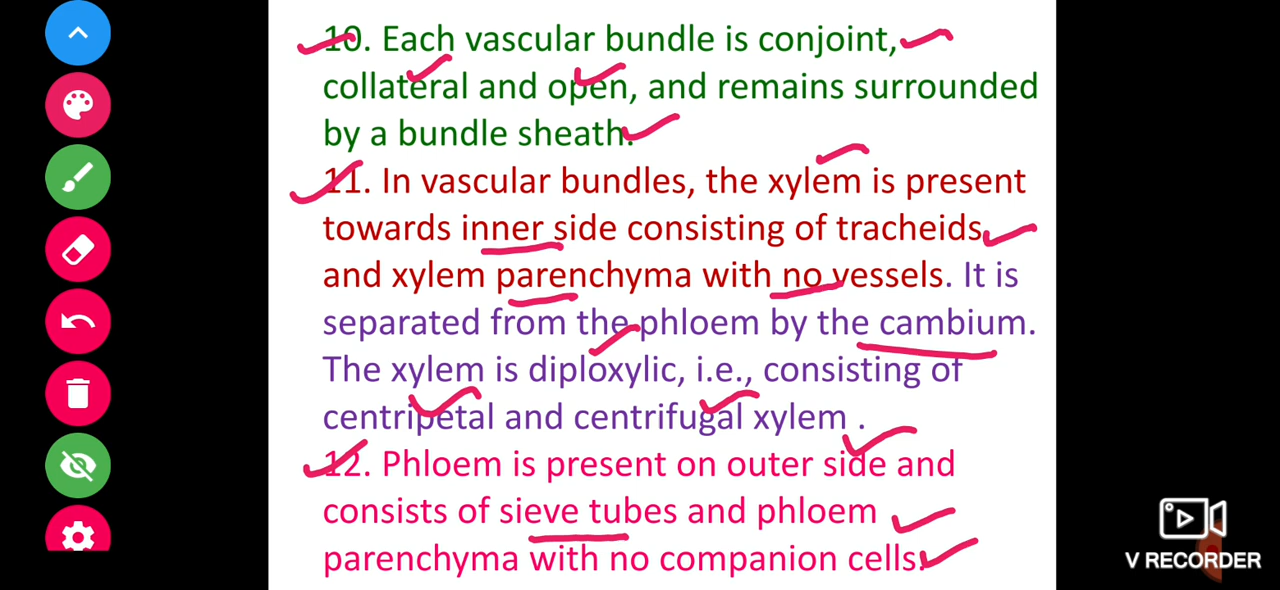 10. Each vascular bundle is conjoint,
collateral and open, and remains surrounded
by a bundle sheath.
11. In vascular bundles, the xylem is present
towards inner side consisting of tracheids
and xylem parenchyma with no vessels. It is
separated from the phloem by the cambium.
The xylem is diploxylic, i.e., consisting of
centripetal and centrifugal xylem .
12. Phloem is present on outer side and
consists of sieve tubes and phloem
parenchyma with no companion cells.
V RECORDER